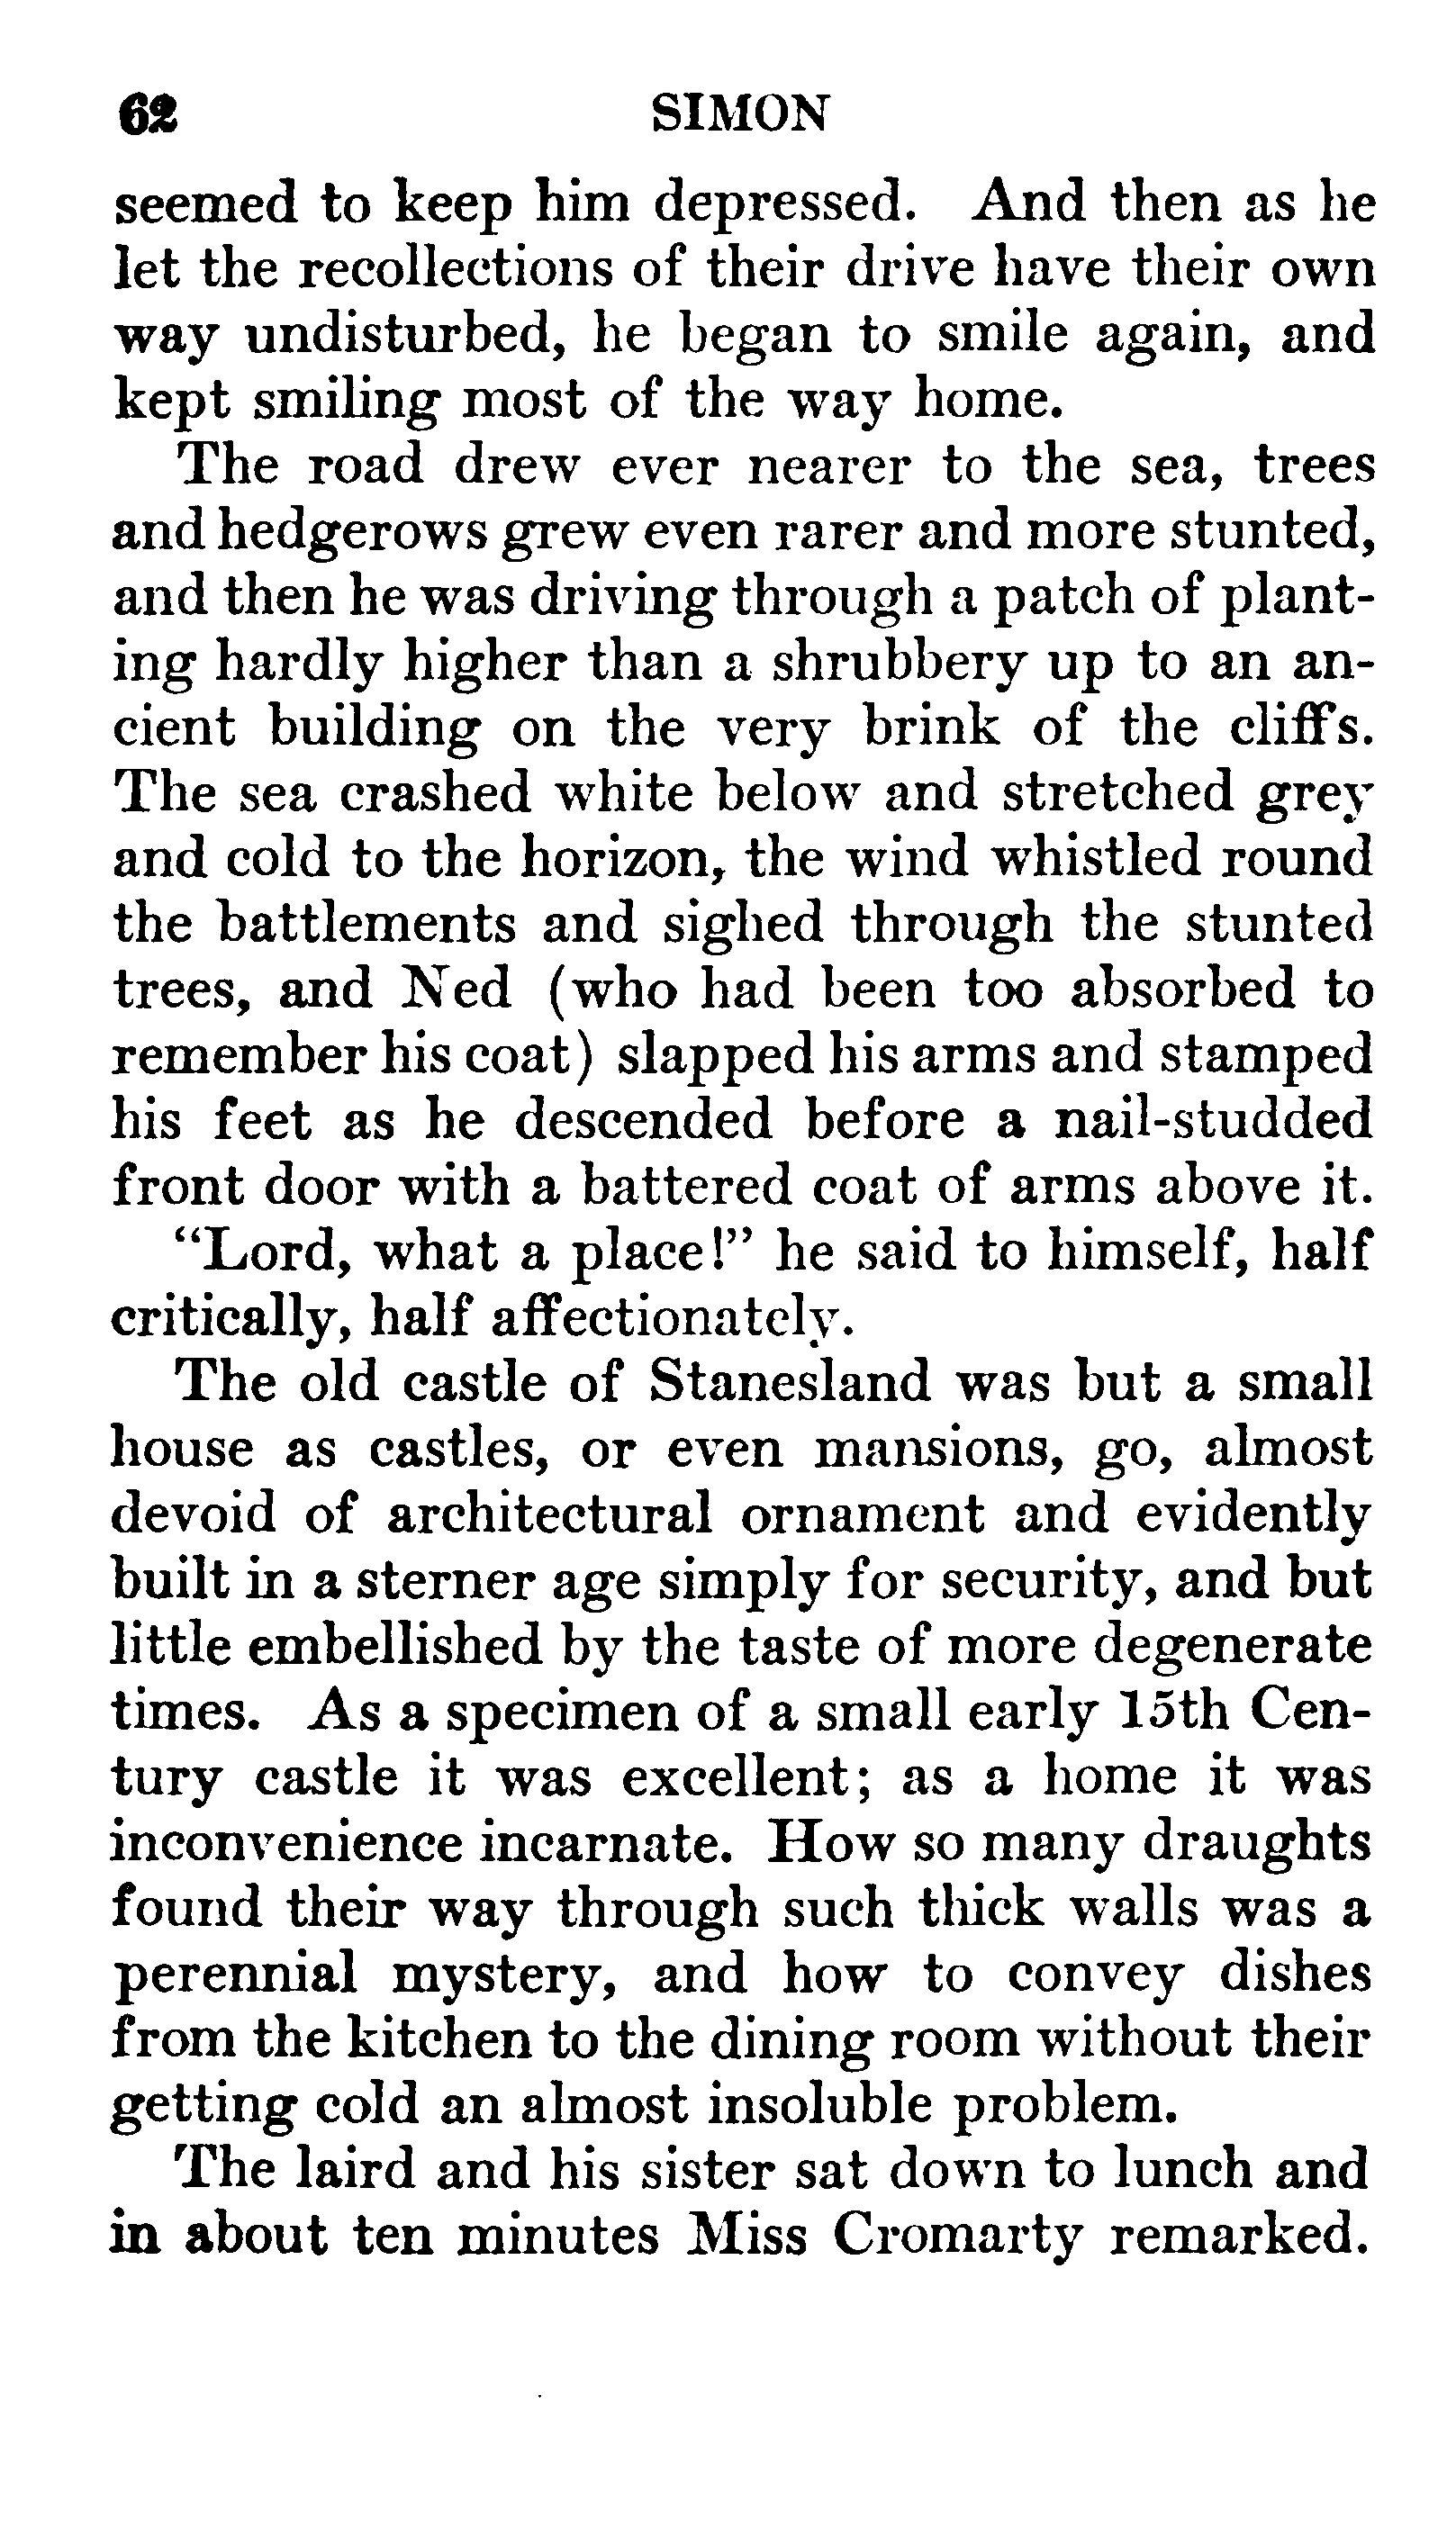 62 SIMON
seemed to keep him depressed. And then as he
let the recollections of their drive have their own
way undisturbed, he began to smile again, and
kept smiling most of the way home.
The road drew ever nearer to the sea, trees
and hedgerows grew even rarer and more stunted,
and then he was driving through a patch of plant-
ing hardly higher than a shrubbery up to an an-
cient building on the very brink of the cliffs.
The sea crashed white below and stretched grey
and cold to the horizon, the wind whistled round
the battlements and sighed through the stunted
trees, and Ned (who had been too absorbed to
remember his coat) slapped his arms and stamped
his feet as he descended before a nail-studded
front door with a battered coat of arms above it.
"Lord, what a place!" he said to himself, half
critically, half affectionately.
The old castle of Stanesland was but a small
house as castles, or even mansions, go, almost
devoid of architectural ornament and evidently
built in a sterner age simply for security, and but
little embellished by the taste of more degenerate
times. As a specimen of a small early 15th Cen-
tury castle it was excellent; as a home it was
inconvenience incarnate. How so many draughts
found their way through such thick walls was a
perennial mystery, and how to convey dishes
from the kitchen to the dining room without their
getting cold an almost insoluble problem.
The laird and his sister sat down to lunch and
in about ten minutes Miss Cromarty remarked.